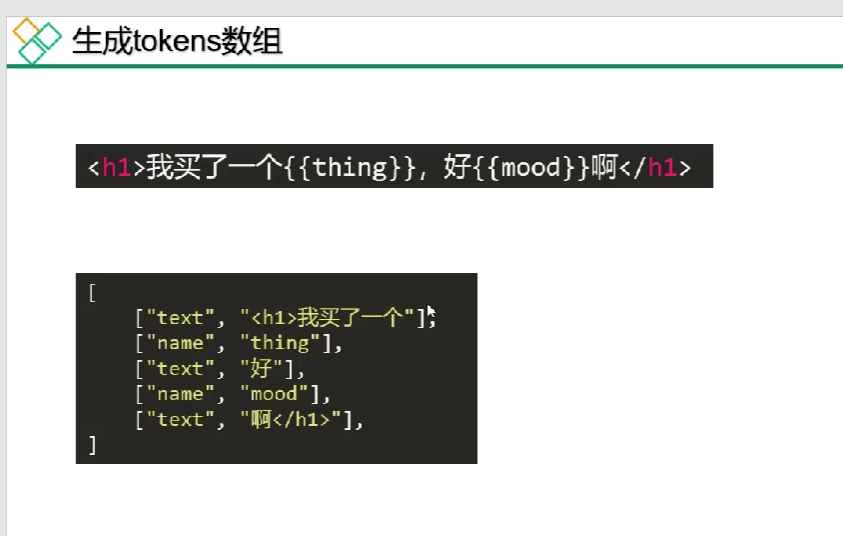 生成tokens数组
<h1>我买了一个{{thing}}, 好{{mood}}啊</h1>
[
["text", "<h1>我买了一个"],
["name", "thing"],
["text", "好"],
["name", "mood"],
["text", "啊</h1>"],
]